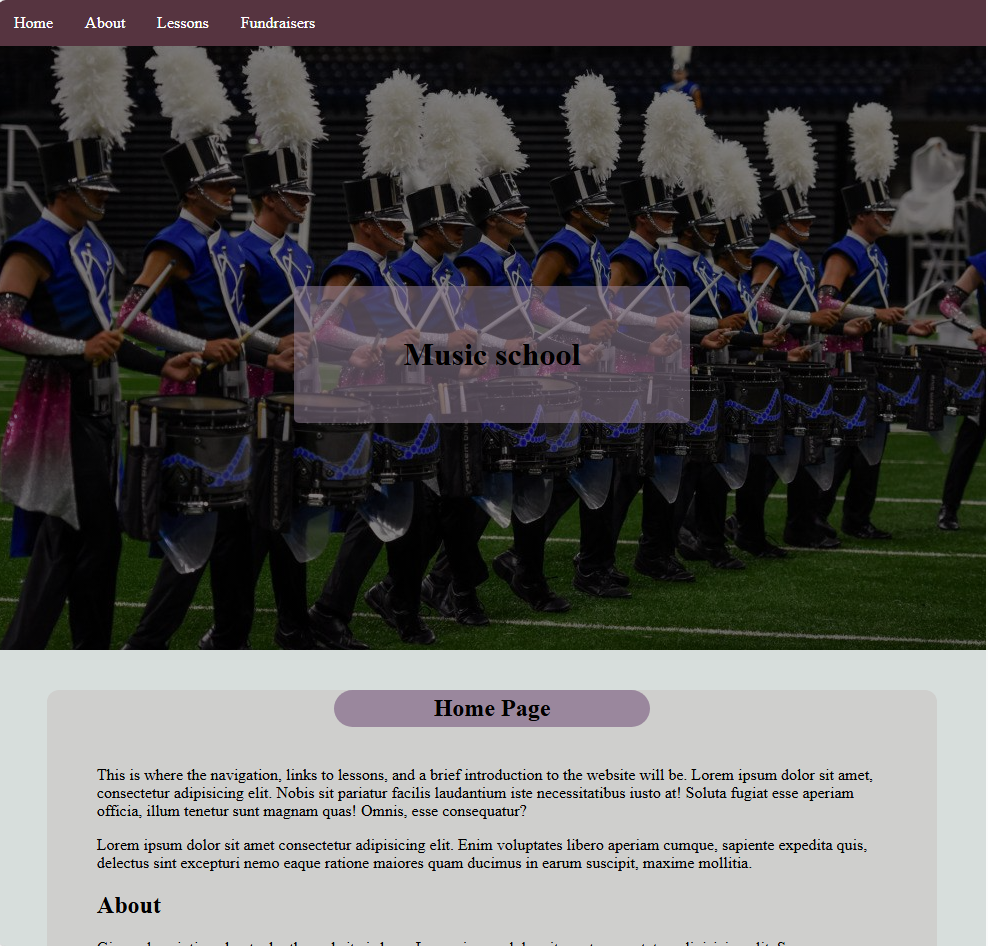 Home About Lessons Fundraisers
Music school
Home Page
This is where the navigation, links to lessons, and a brief introduction to the website will be. Lorem ipsum dolor sit amet,
consectetur adipisicing elit. Nobis sit pariatur facilis laudantium iste necessitatibus iusto at! Soluta fugiat esse aperiam
officia, illum tenetur sunt magnam quas! Omnis, esse consequatur?
Lorem ipsum dolor sit amet consectetur adipisicing elit. Enim voluptates libero aperiam cumque, sapiente expedita quis,
delectus sint excepturi nemo eaque ratione maiores quam ducimus in earum suscipit, maxime mollitia.
About